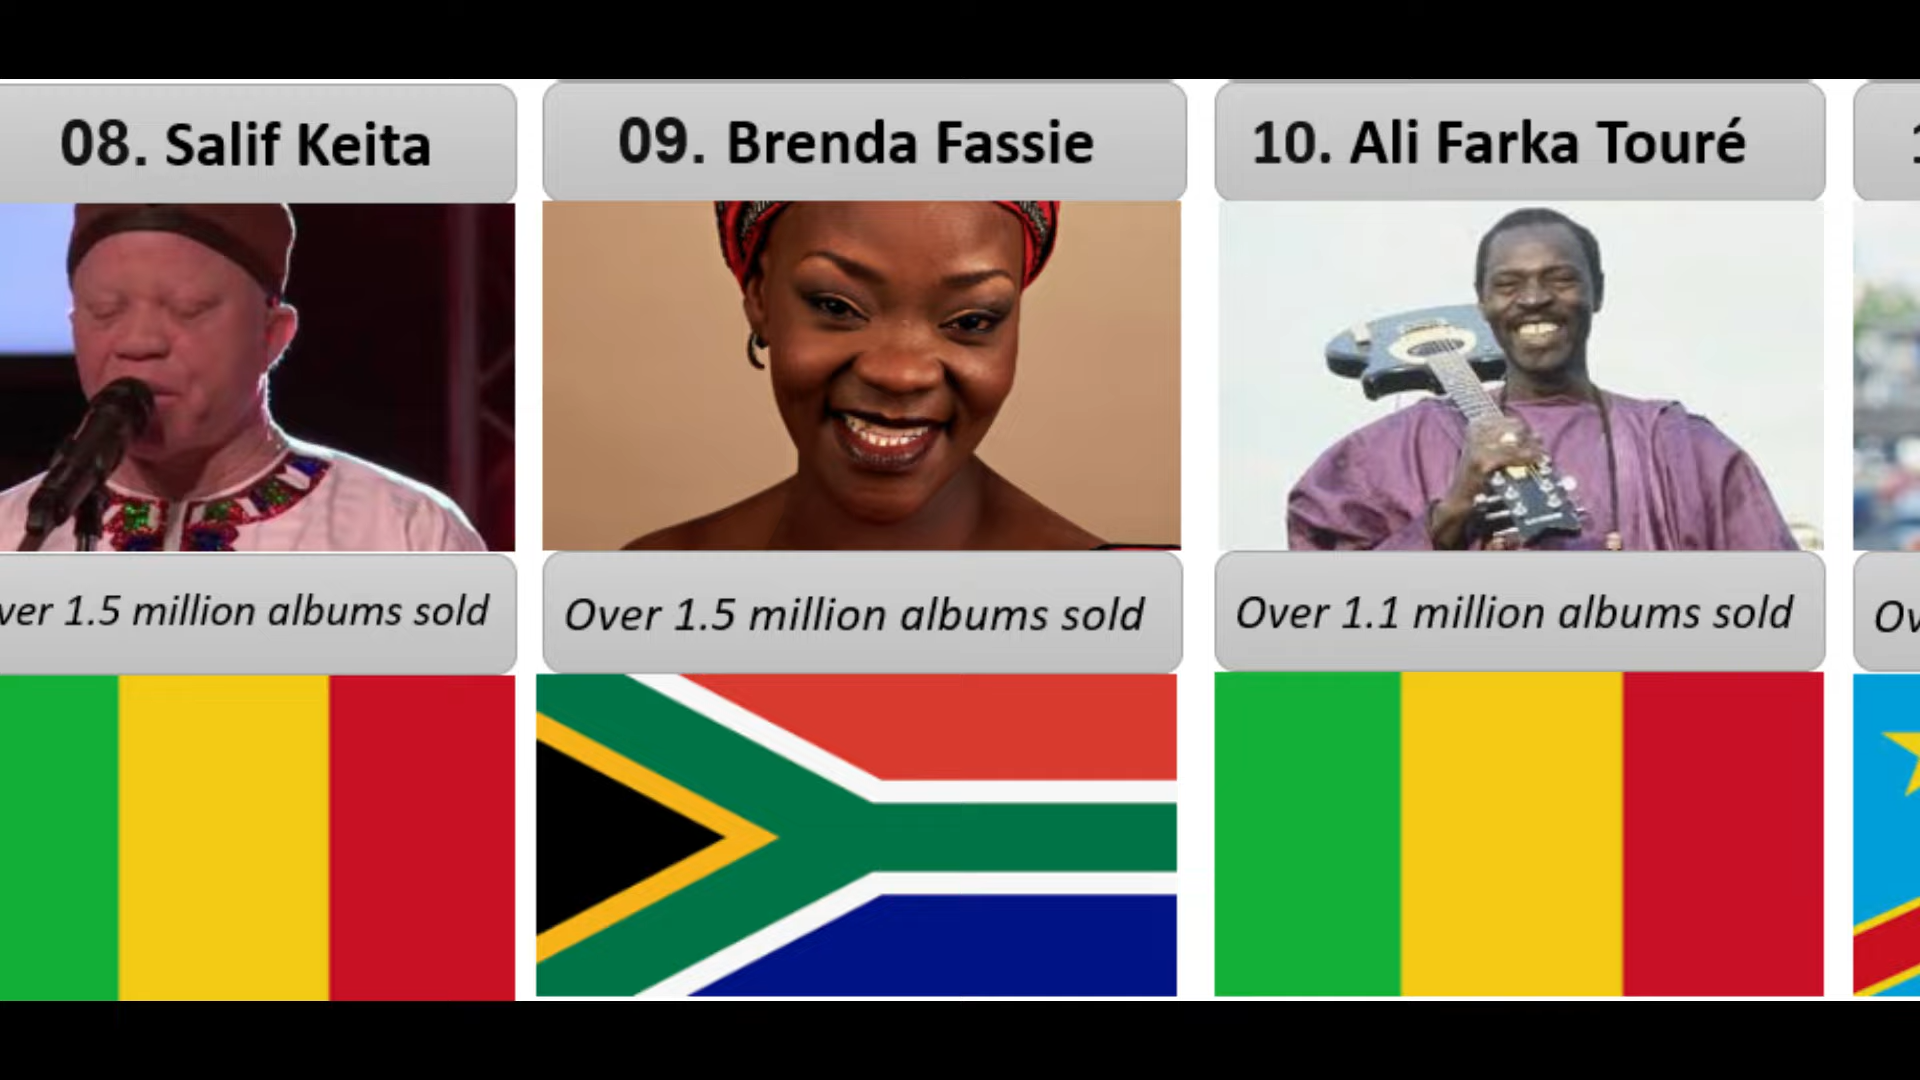 08. Salif Keita
09. Brenda Fassie
10. Ali Farka Touré
ver 1.5 million albums sold
Over 1.5 million albums sold
Over 1.1 million albums sold
Ov